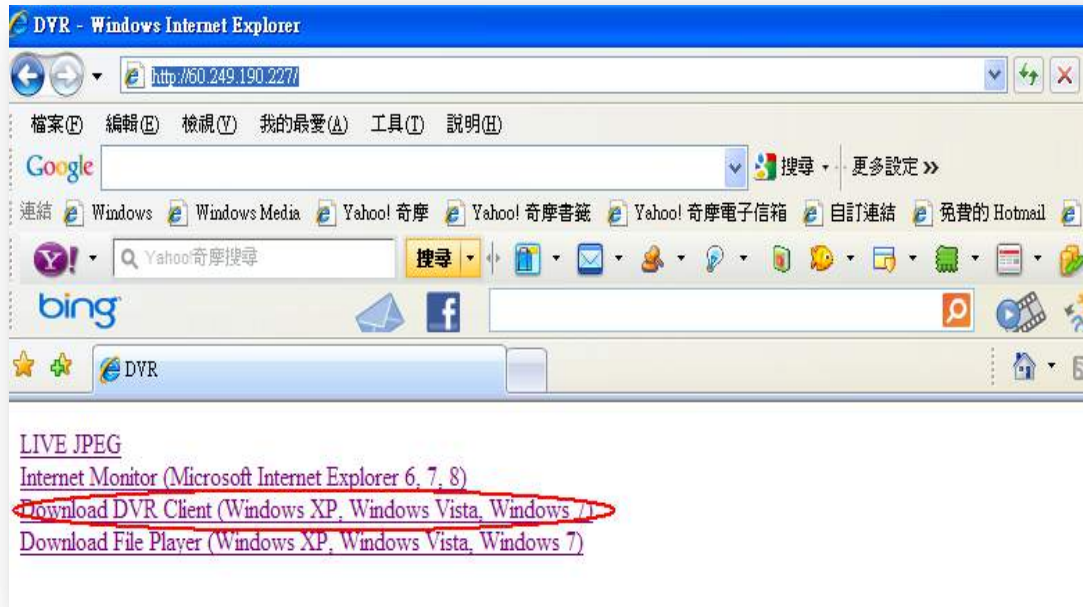 DVR - Windows Internet Explorer
http://60.249.190.227/
檔案(F) 編輯(E) 檢視(V) 我的最愛(A) 工具(T) 說明(H)
Google 搜尋 更多設定 »
連結 Windows Windows Media Yahoo! 奇摩 Yahoo! 奇摩書籤 Yahoo! 奇摩電子信箱 自訂連結 免費的 Hotmail
Y! Yahoo!奇摩搜尋 搜尋
bing f
DVR
LIVE JPEG
Internet Monitor (Microsoft Internet Explorer 6, 7, 8)
Download DVR Client (Windows XP, Windows Vista, Windows 7)
Download File Player (Windows XP, Windows Vista, Windows 7)